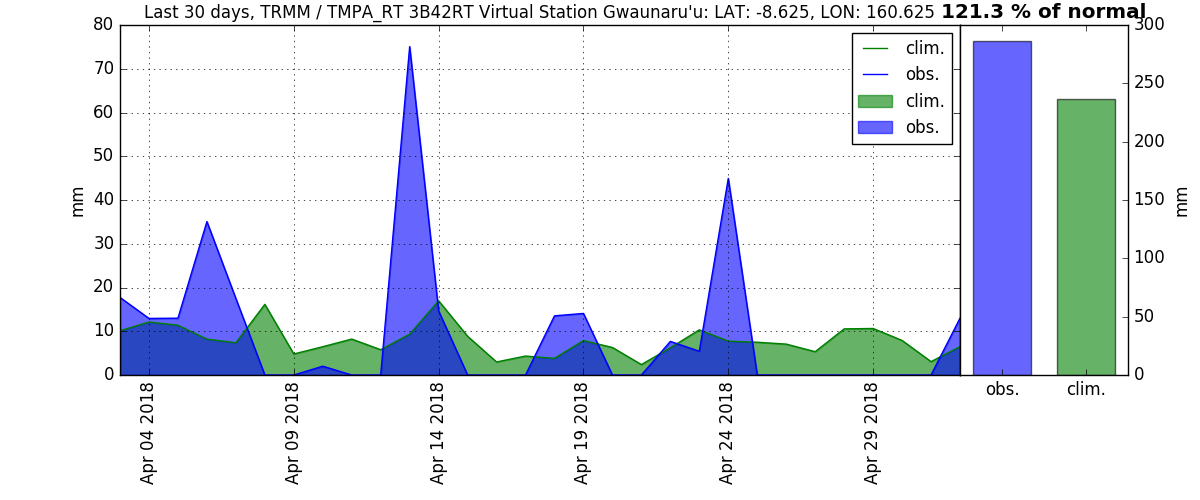 Last 30 days, TRMM / TMPA_RT 3B42RT Virtual Station Gwaunaru'u: LAT: -8.625, LON: 160.625 121.3 % of normal
80
70
60
50
40
30
20
10
0
mm
clim.
obs.
clim.
obs.
Apr 04 2018
Apr 09 2018
Apr 14 2018
Apr 19 2018
Apr 24 2018
Apr 29 2018
300
250
200
150
100
50
0
mm
obs. clim.